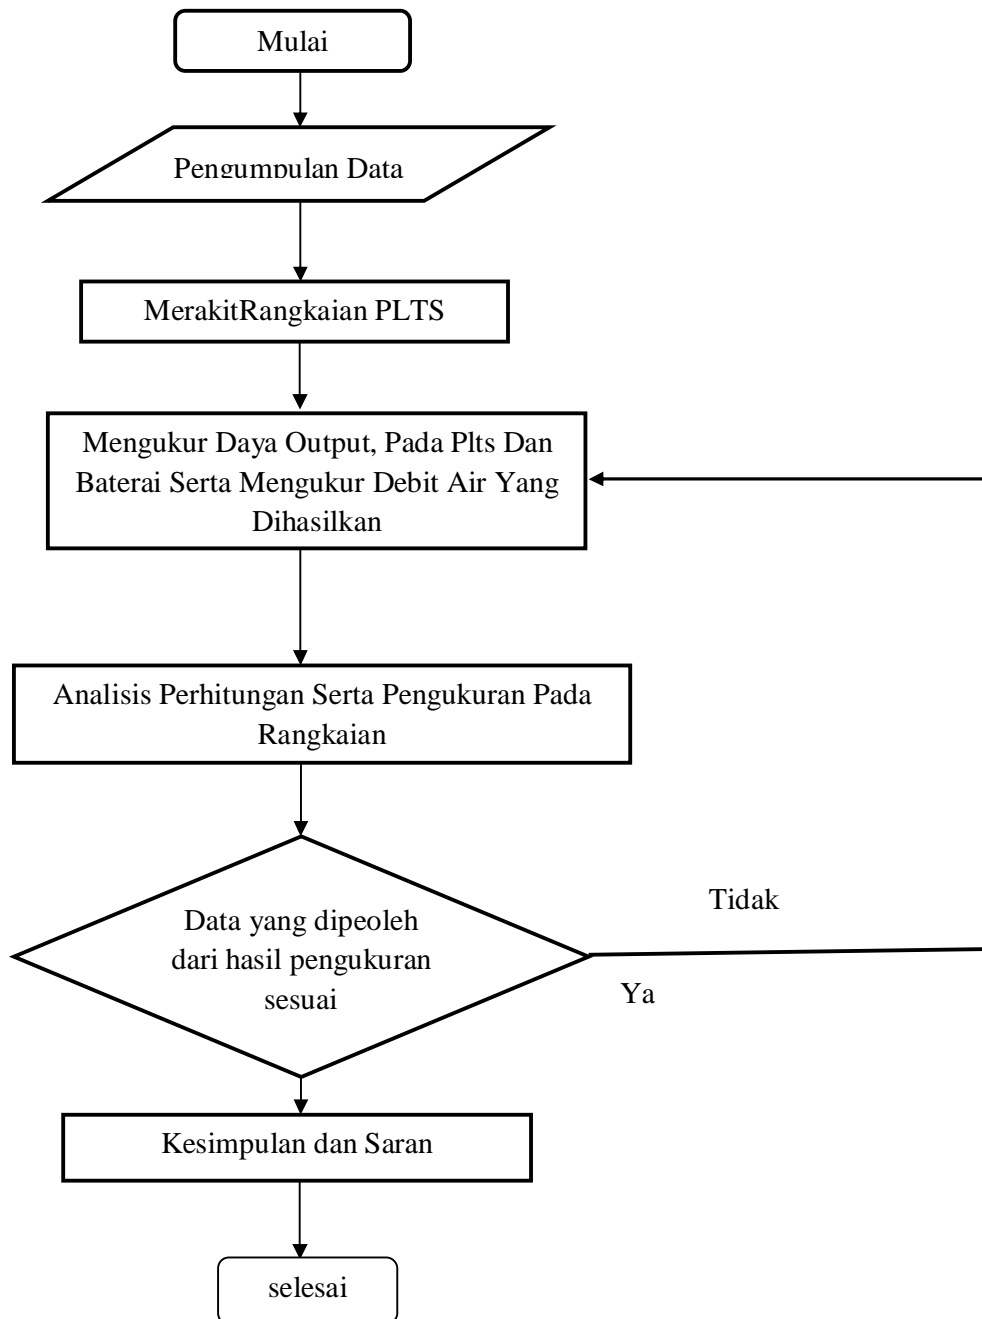 Mulai
Pengumpulan Data
MerakitRangkaian PLTS
Mengukur Daya Output, Pada Plts Dan
Baterai Serta Mengukur Debit Air Yang
Dihasilkan
Analisis Perhitungan Serta Pengukuran Pada
Rangkaian
Tidak
Data yang dipeoleh
dari hasil pengukuran
sesuai
Ya
Kesimpulan dan Saran
selesai